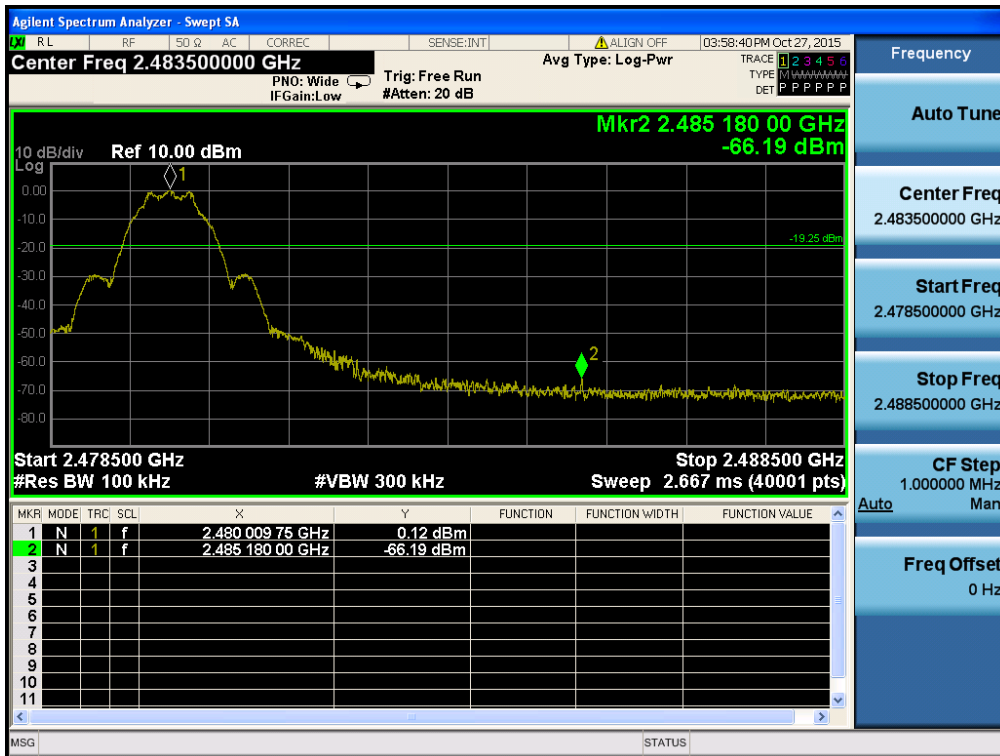 Agilent Spectrum Analyzer - Swept SA
LXI RL RF 50 Ω AC CORREC SENSE:INT ALIGN OFF 03:58:40 PM Oct 27, 2015
Center Freq 2.483500000 GHz
PNO: Wide
IFGain:Low
Trig: Free Run
#Atten: 20 dB
Avg Type: Log-Pwr
TRACE 1 2 3 4 5 6
TYPE M
DET P P P P P P
Mkr2 2.485 180 00 GHz
-66.19 dBm
10 dB/div Ref 10.00 dBm
Log
1
0.00
-10.0
-19.25 dBm
-20.0
-30.0
-40.0
-50.0
2
-60.0
-70.0
-80.0
Start 2.478500 GHz Stop 2.488500 GHz
#Res BW 100 kHz #VBW 300 kHz Sweep 2.667 ms (40001 pts)
MKR MODE TRC SCL X Y FUNCTION FUNCTION WIDTH FUNCTION VALUE
1 N 1 f 2.480 009 75 GHz 0.12 dBm
2 N 1 f 2.485 180 00 GHz -66.19 dBm
3
4
5
6
7
8
9
10
11
MSG STATUS
Frequency
Auto Tune
Center Freq
2.483500000 GHz
Start Freq
2.478500000 GHz
Stop Freq
2.488500000 GHz
CF Step
1.000000 MHz
Auto Man
Freq Offset
0 Hz